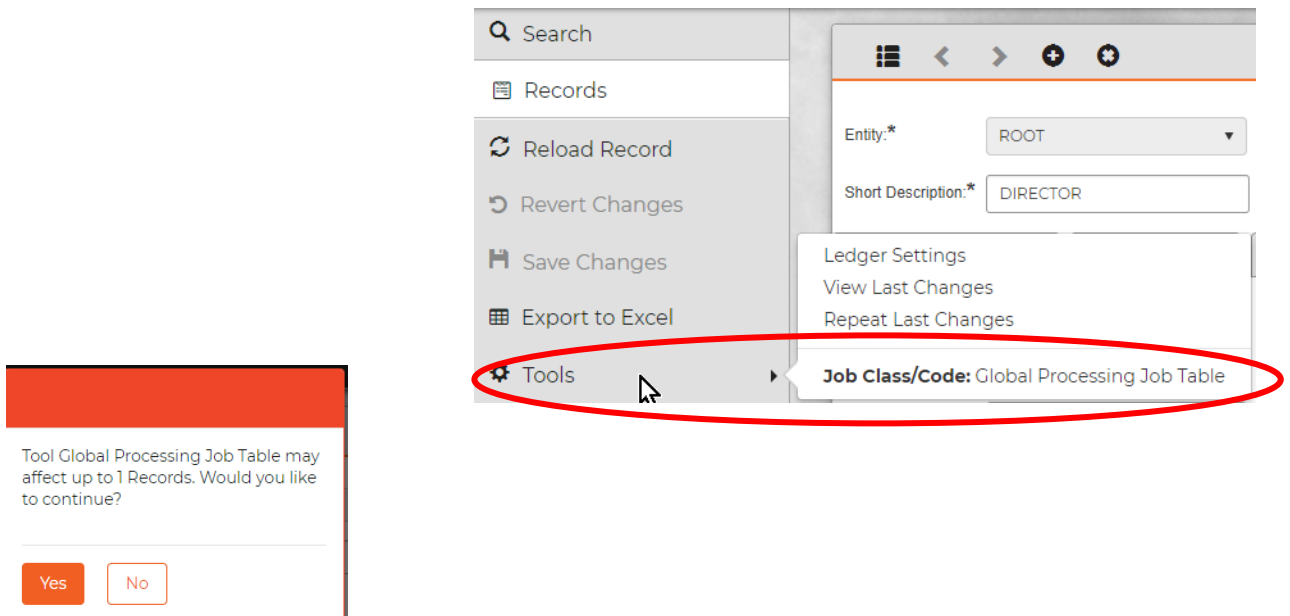 Search
Records
Reload Record
Revert Changes
Save Changes
Export to Excel
Tools
Entity:*
ROOT
Short Description:*
DIRECTOR
Ledger Settings
View Last Changes
Repeat Last Changes
Job Class/Code: Global Processing Job Table
Tool Global Processing Job Table may
affect up to 1 Records. Would you like
to continue?
Yes
No